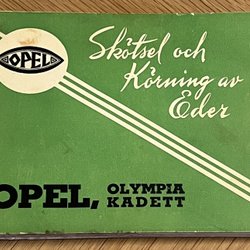 OPEL
Skötsel och
Körning av
Eder
OPEL, OLYMPIA
KADETT